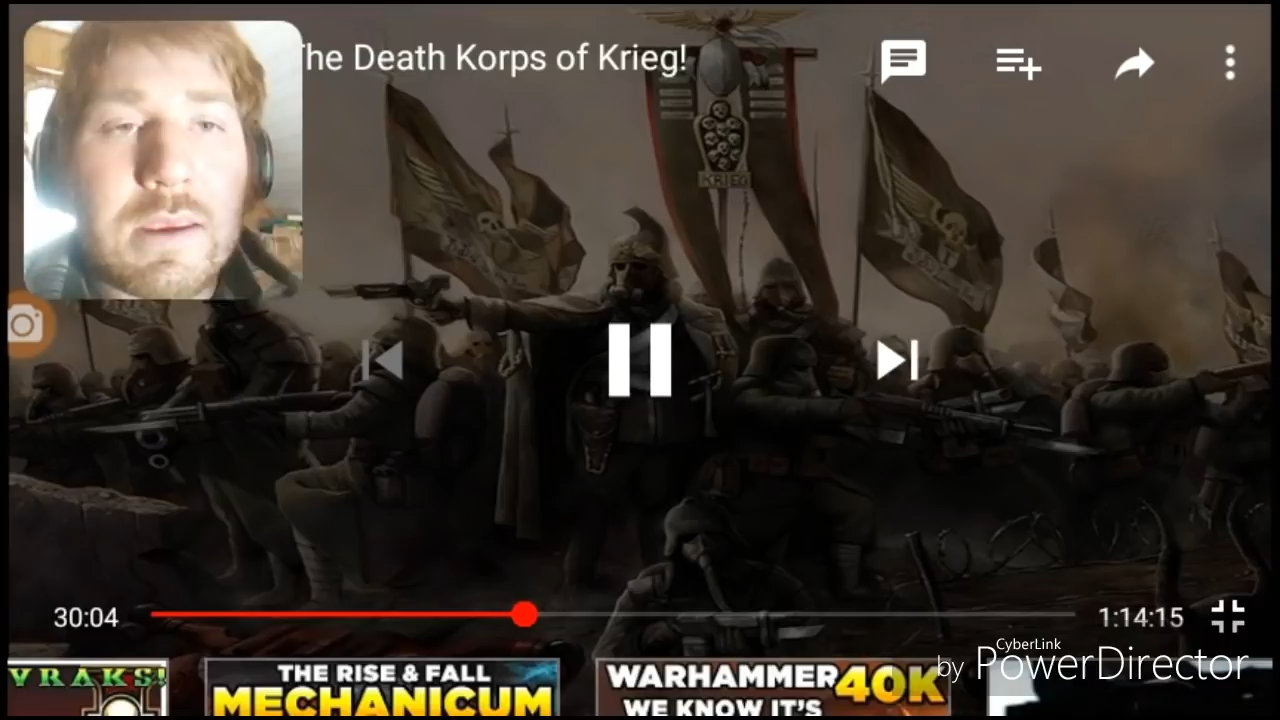 The Death Korps of Krieg!
KRIEG
30:04
1:14:15
CyberLink
by PowerDirector
VRAKS!
THE RISE & FALL
MECHANICUM
WARHAMMER 40K
WE KNOW IT'S